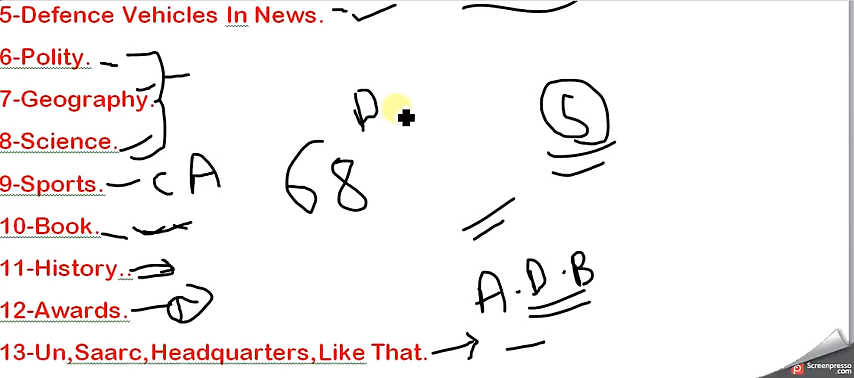 5-Defence Vehicles In News.
6-Polity.
7-Geography.
8-Science.
9-Sports. CA
10-Book.
11-History..
12-Awards.
13-Un,Saarc,Headquarters,Like That.
D
68
5
A.D.B
Screenpresso
.com